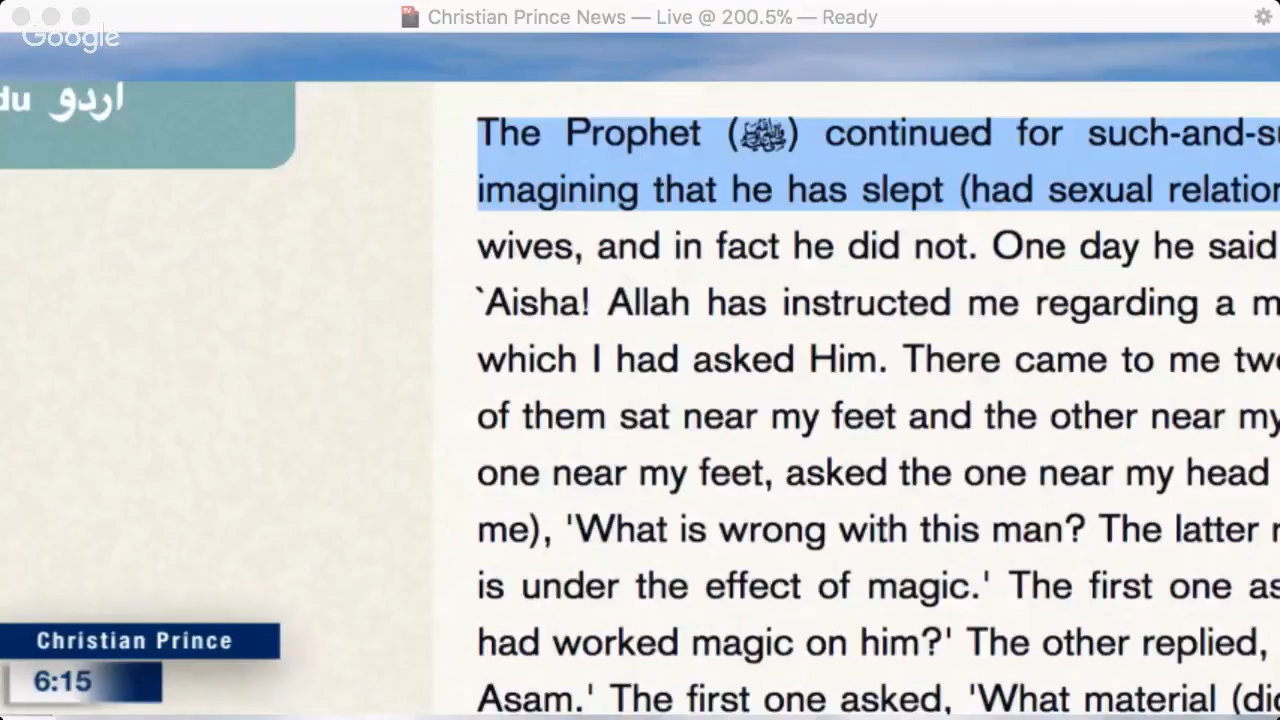 Christian Prince News — Live @ 200.5% — Ready
Google
du اردو
The Prophet (ﷺ) continued for such-and-s
imagining that he has slept (had sexual relation
wives, and in fact he did not. One day he said
`Aisha! Allah has instructed me regarding a m
which I had asked Him. There came to me tw
of them sat near my feet and the other near my
one near my feet, asked the one near my head
me), 'What is wrong with this man? The latter r
is under the effect of magic.' The first one as
had worked magic on him?' The other replied,
Asam.' The first one asked, 'What material (did
Christian Prince
6:15